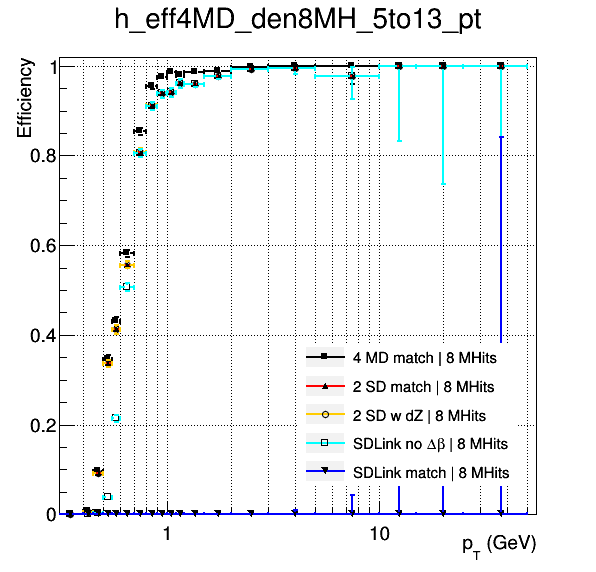 h_eff4MD_den8MH_5to13_pt
Efficiency
1
0.8
0.6
0.4
0.2
0
4 MD match | 8 MHits
2 SD match | 8 MHits
2 SD w dZ | 8 MHits
SDLink no Δβ | 8 MHits
SDLink match | 8 MHits
1 10
p_T (GeV)